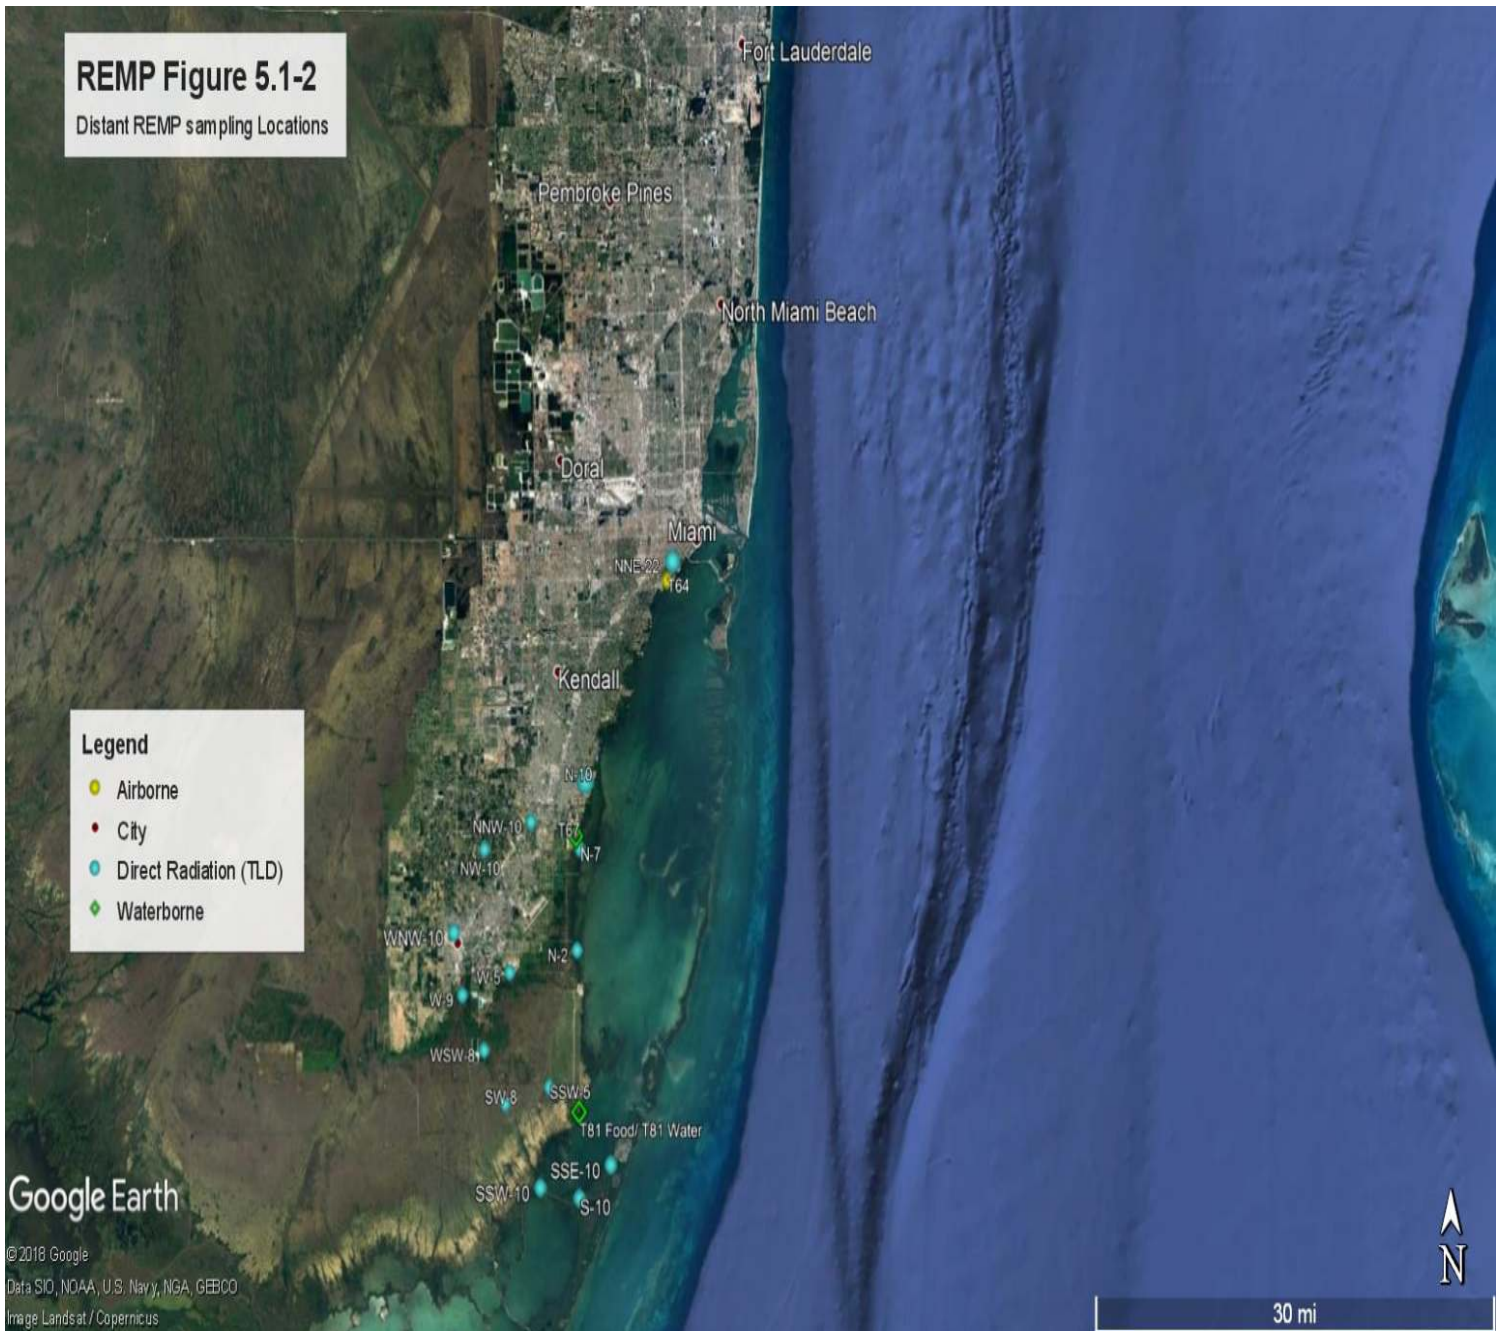 REMP Figure 5.1-2
Distant REMP sampling Locations
Fort Lauderdale
Pembroke Pines
North Miami Beach
Doral
Miami
NNE-22
T64
Kendall
Legend
Airborne
City
Direct Radiation (TLD)
Waterborne
N-10
NNW-10
T67
N-7
NW-10
WNW-10
N-2
W-5
W-9
WSW-8
SSW-5
SW-8
T81 Food/ T81 Water
SSE-10
SSW-10
S-10
Google Earth
©2018 Google
Data SIO, NOAA, U.S. Navy, NGA, GEBCO
Image Landsat / Copernicus
N
30 mi